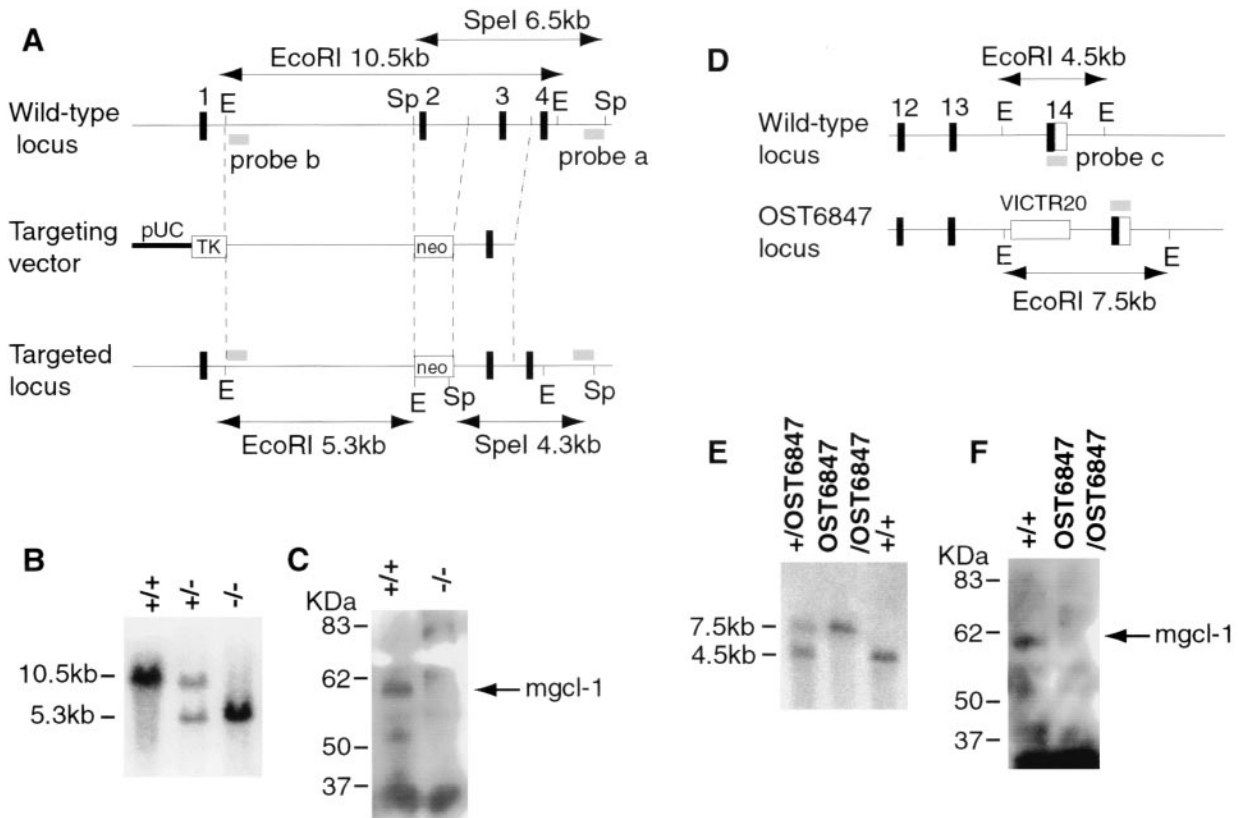 A
SpeI 6.5kb
EcoRI 10.5kb
1 E Sp 2 3 4 E Sp
Wild-type
locus
probe b
probe a
Targeting
vector
pUC
TK
neo
Targeted
locus
neo
E E Sp E Sp
EcoRI 5.3kb
SpeI 4.3kb
B
+/+
+/-
-/-
10.5kb
5.3kb
C
+/+
-/-
KDa
83
62
50
37
mgcl-1
D
EcoRI 4.5kb
12 13 E 14 E
Wild-type
locus
probe c
OST6847
locus
VICTR20
E E
EcoRI 7.5kb
E
+/OST6847
OST6847
/OST6847
+/+
7.5kb
4.5kb
F
+/+
OST6847
/OST6847
KDa
83
62
50
37
mgcl-1